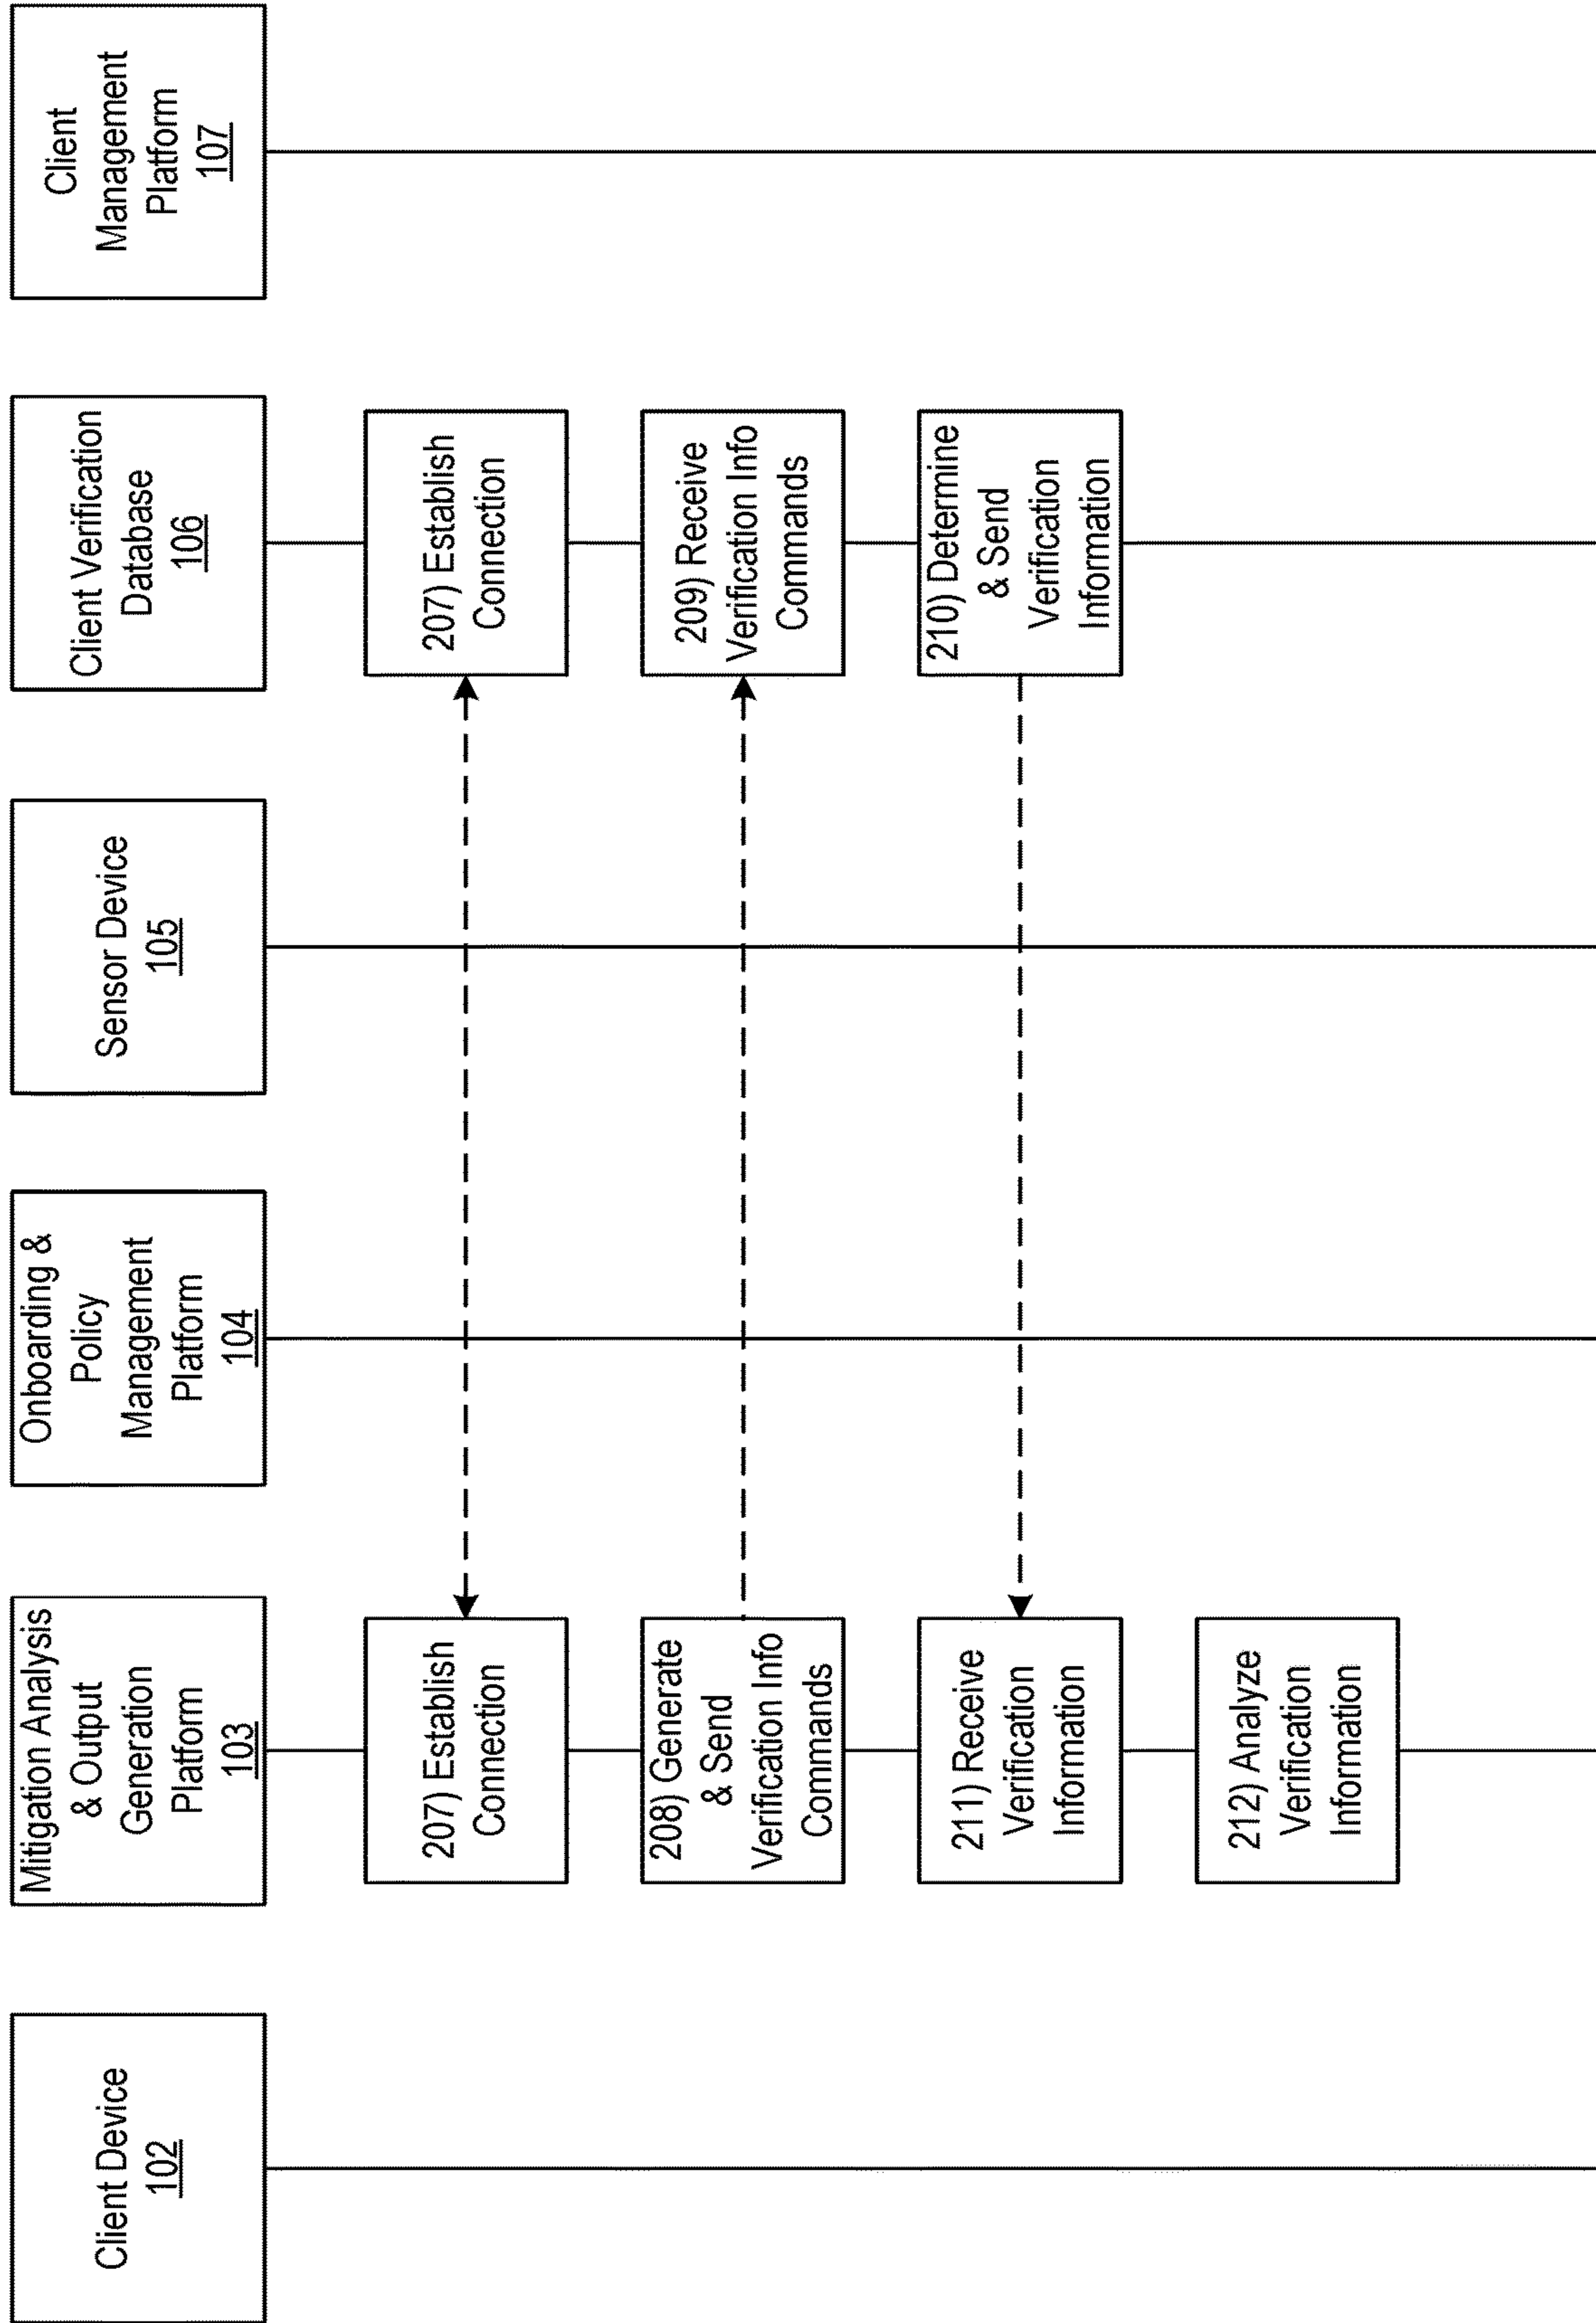 Client Device
102
Mitigation Analysis
& Output
Generation
Platform
103
Onboarding &
Policy
Management
Platform
104
Sensor Device
105
Client Verification
Database
106
Client
Management
Platform
107
207) Establish
Connection
207) Establish
Connection
208) Generate
& Send
Verification Info
Commands
209) Receive
Verification Info
Commands
211) Receive
Verification
Information
210) Determine
& Send
Verification
Information
212) Analyze
Verification
Information